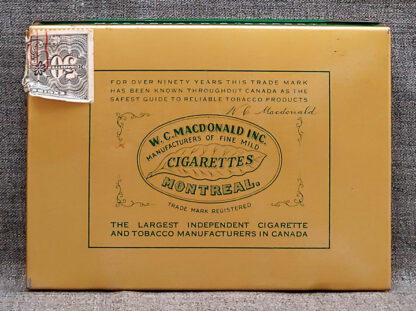 FOR OVER NINETY YEARS THIS TRADE MARK
HAS BEEN KNOWN THROUGHOUT CANADA AS THE
SAFEST GUIDE TO RELIABLE TOBACCO PRODUCTS
W. C. Macdonald
W. C. MACDONALD INC.
MANUFACTURERS OF FINE MILD
CIGARETTES
MONTREAL.
TRADE MARK REGISTERED
THE LARGEST INDEPENDENT CIGARETTE
AND TOBACCO MANUFACTURERS IN CANADA